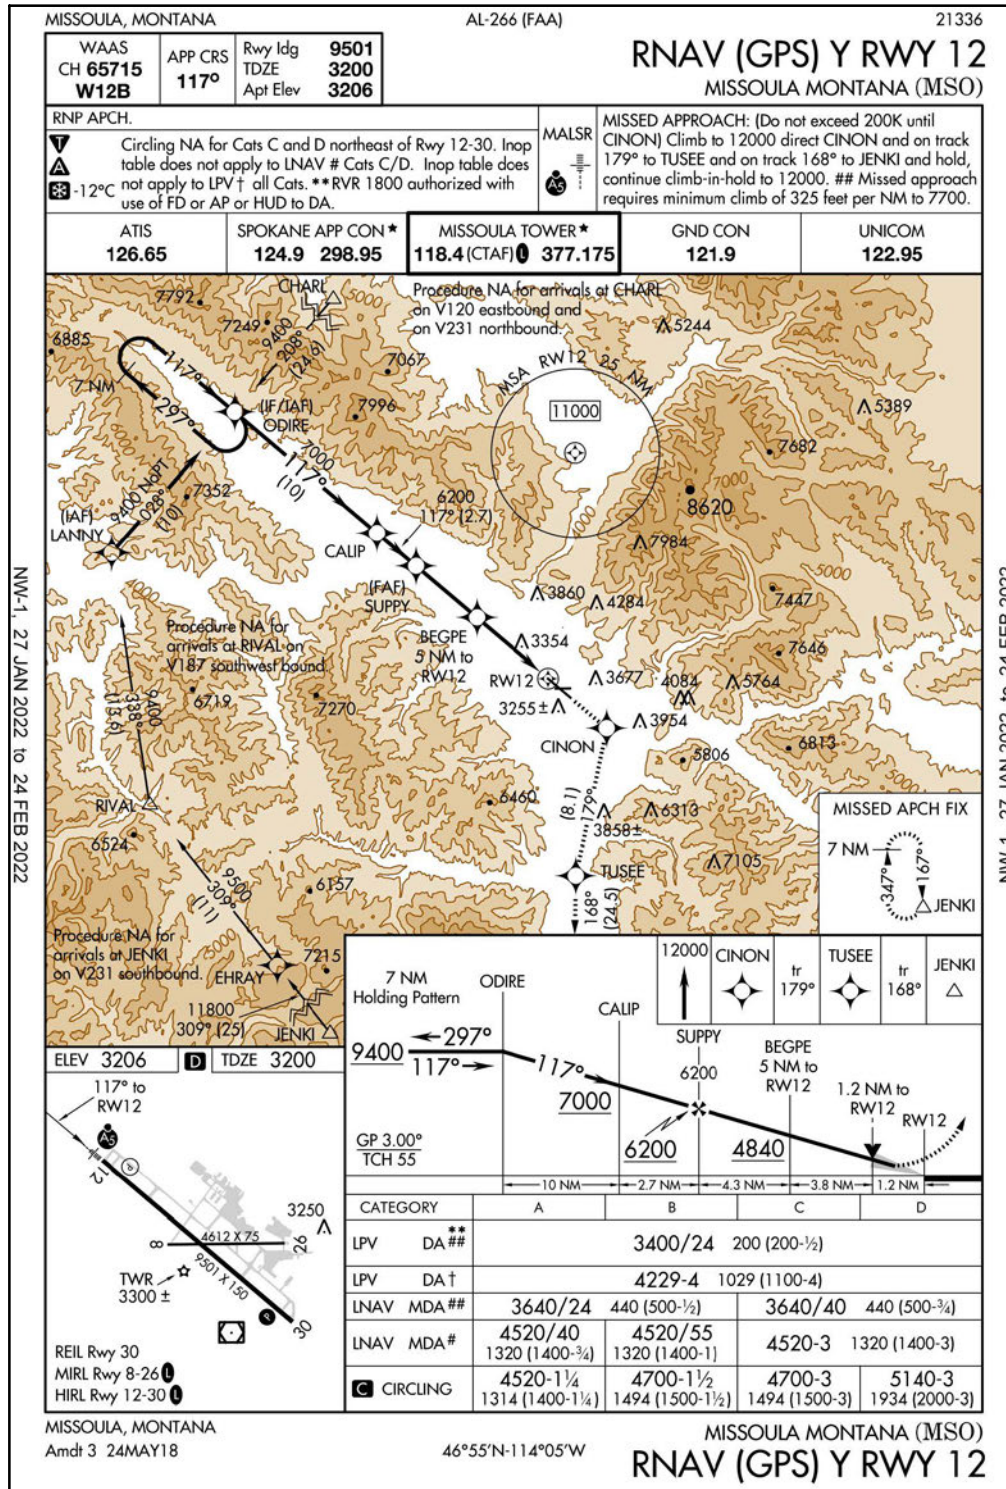 MISSOULA, MONTANA
AL-266 (FAA)
21336
WAAS
CH 65715
W12B
APP CRS
117°
Rwy ldg 9501
TDZE 3200
Apt Elev 3206
RNAV (GPS) Y RWY 12
MISSOULA MONTANA (MSO)
RNP APCH.
T
A
-12°C
Circling NA for Cats C and D northeast of Rwy 12-30. Inop
table does not apply to LNAV # Cats C/D. Inop table does
not apply to LPV † all Cats. **RVR 1800 authorized with
use of FD or AP or HUD to DA.
MALSR
A5
MISSED APPROACH: (Do not exceed 200K until
CINON) Climb to 12000 direct CINON and on track
179° to TUSEE and on track 168° to JENKI and hold,
continue climb-in-hold to 12000. ## Missed approach
requires minimum climb of 325 feet per NM to 7700.
ATIS
126.65
SPOKANE APP CON ★
124.9 298.95
MISSOULA TOWER ★
118.4 (CTAF) L 377.175
GND CON
121.9
UNICOM
122.95
CHARL
Procedure NA for arrivals at CHARL
on V120 eastbound and
on V231 northbound.
7792
7249
5000
6885
9400
208°
(24.6)
7067
5244
MSA RW12 25 NM
11000
7 NM
117°
297°
(IF/IAF)
ODIRE
7996
5389
7682
7000
117°
(10)
9400 NoPT
028°
(10)
7352
(IAF)
LANNY
6200
117° (2.7)
7000
8620
7984
CALIP
(FAF)
SUPPY
5000
4000
3860
4284
7447
Procedure NA for
arrivals at RIVAL on
V187 southwest bound
BEGPE
5 NM to
RW12
3354
7646
RW12
3677
4084
5764
3255±
3954
9400
338°
(13.6)
6719
7270
CINON
5806
6813
RIVAL
6460
(8.1)
179°
3858±
6313
6524
7105
TUSEE
168°
(24.5)
MISSED APCH FIX
7 NM
347°
167°
JENKI
9500
309°
(11)
6157
Procedure NA for
arrivals at JENKI
on V231 southbound.
EHRAY
7215
11800
309° (25)
JENKI
7 NM
Holding Pattern
ODIRE
CALIP
12000
CINON
tr
179°
TUSEE
tr
168°
JENKI
SUPPY
6200
BEGPE
5 NM to
RW12
1.2 NM to
RW12
RW12
9400
297°
117°
117°
7000
6200
4840
GP 3.00°
TCH 55
10 NM
2.7 NM
4.3 NM
3.8 NM
1.2 NM
ELEV 3206
D
TDZE 3200
117° to
RW12
A5
P
12
3250
8
4612 X 75
26
9501 X 150
TWR
3300 ±
P
30
REIL Rwy 30
MIRL Rwy 8-26 L
HIRL Rwy 12-30 L
CATEGORY A B C D
LPV DA **## 3400/24 200 (200-½)
LPV DA † 4229-4 1029 (1100-4)
LNAV MDA ## 3640/24 440 (500-½) 3640/40 440 (500-¾)
LNAV MDA # 4520/40 1320 (1400-¾) 4520/55 1320 (1400-1) 4520-3 1320 (1400-3)
C CIRCLING 4520-1¼ 1314 (1400-1¼) 4700-1½ 1494 (1500-1½) 4700-3 1494 (1500-3) 5140-3 1934 (2000-3)
MISSOULA, MONTANA
Amdt 3 24MAY18
46°55'N-114°05'W
MISSOULA MONTANA (MSO)
RNAV (GPS) Y RWY 12
NW-1, 27 JAN 2022 to 24 FEB 2022
NW-1, 27 JAN 2022 to 24 FEB 2022